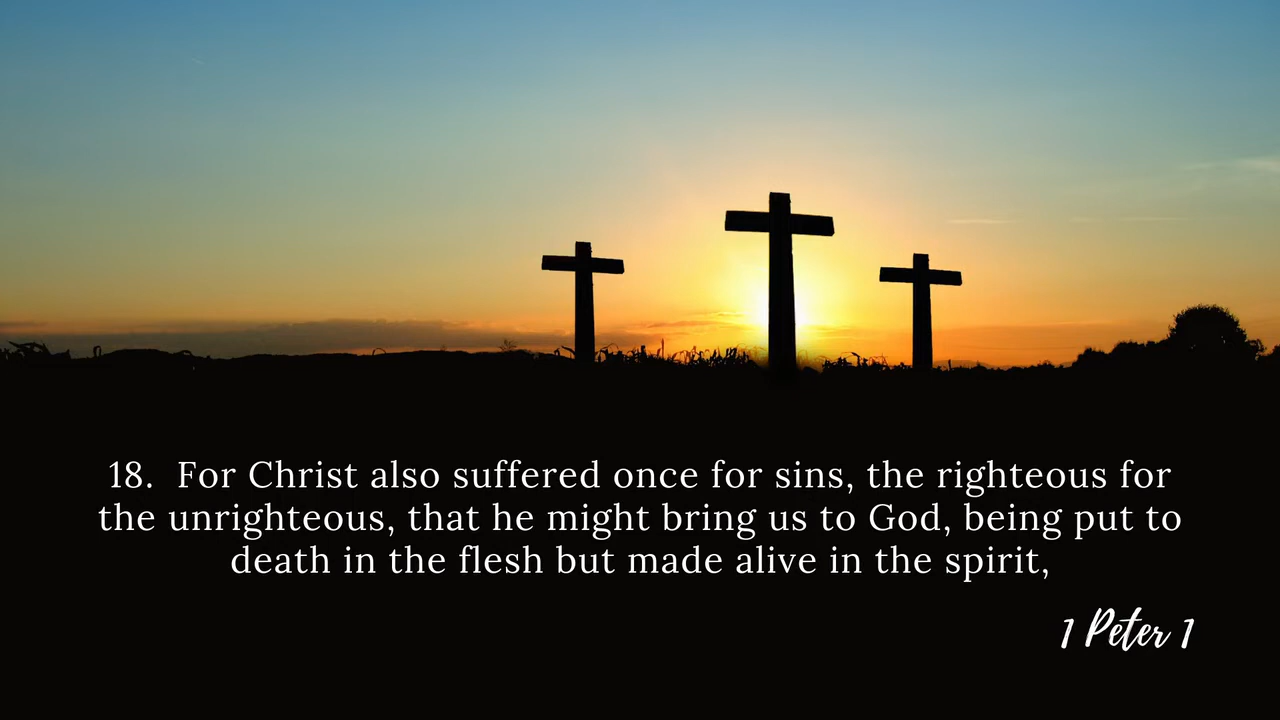 18.  For Christ also suffered once for sins, the righteous for
the unrighteous, that he might bring us to God, being put to
death in the flesh but made alive in the spirit,
1 Peter 1